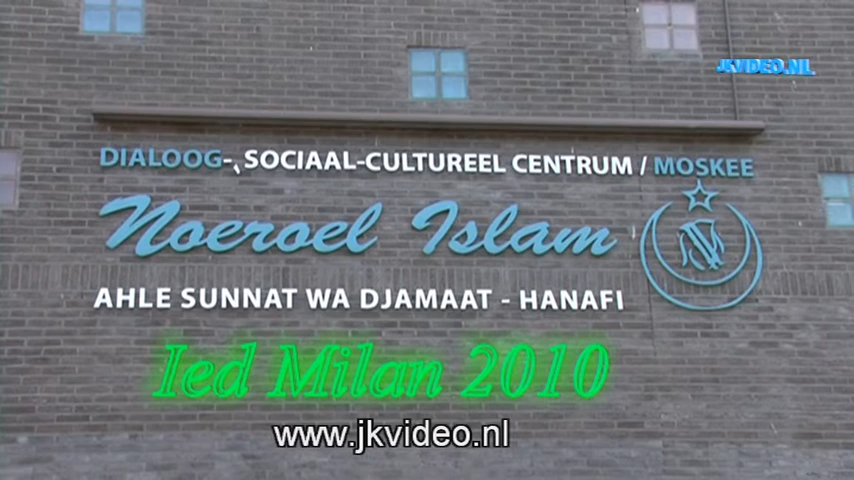 JKVIDEO.NL
DIALOOG-, SOCIAAL-CULTUREEL CENTRUM / MOSKEE
Noeroel Islam
AHLE SUNNAT WA DJAMAAT - HANAFI
Ied Milan 2010
www.jkvideo.nl